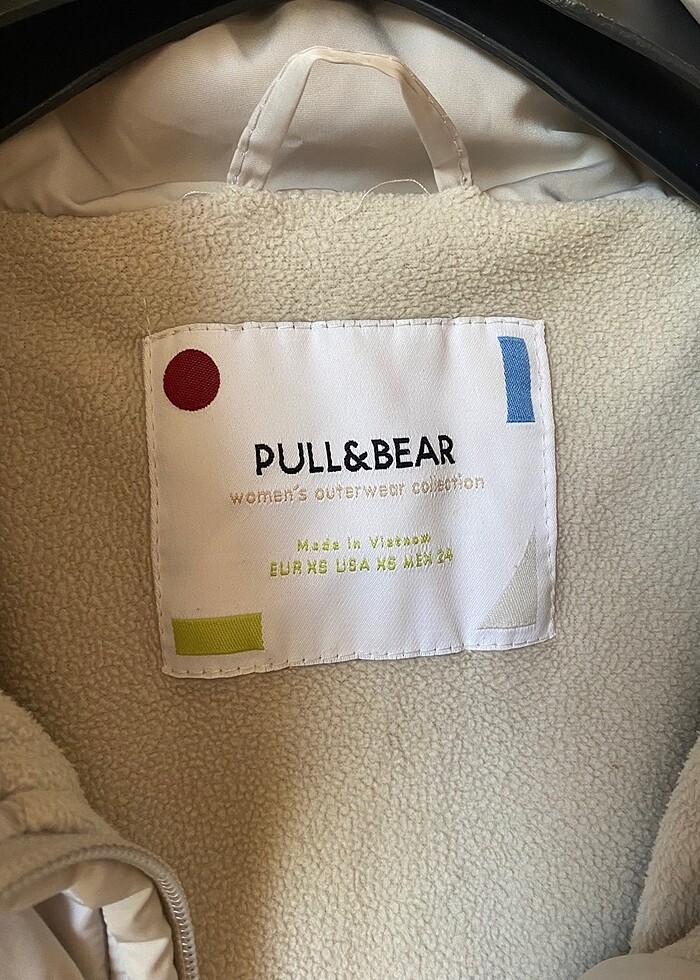 PULL&BEAR
women's outerwear collection
Made in Vietnam
EUR XS USA XS MEX 24